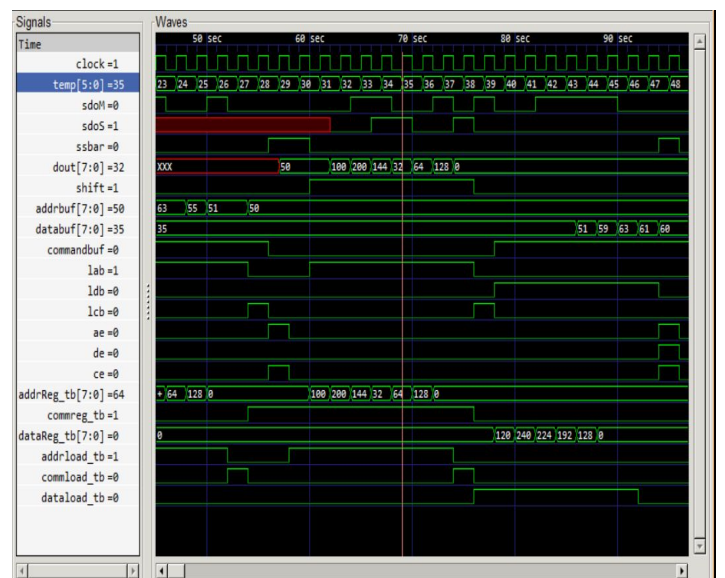 Signals
Waves
Time
50 sec 60 sec 70 sec 80 sec 90 sec
clock =1
temp[5:0] =35
23 24 25 26 27 28 29 30 31 32 33 34 35 36 37 38 39 40 41 42 43 44 45 46 47 48
sdoM =0
sdoS =1
ssbar =0
dout[7:0] =32
XXX 50 100 200 144 32 64 128 0
shift =1
addrbuf[7:0] =50
63 55 51 50
databuf[7:0] =35
35 51 59 63 61 60
commandbuf =0
lab =1
ldb =0
lcb =0
ae =0
de =0
ce =0
addrReg_tb[7:0] =64
+ 64 128 0 100 200 144 32 64 128 0
commreg_tb =1
dataReg_tb[7:0] =0
0 120 240 224 192 128 0
addrload_tb =1
commload_tb =0
dataload_tb =0